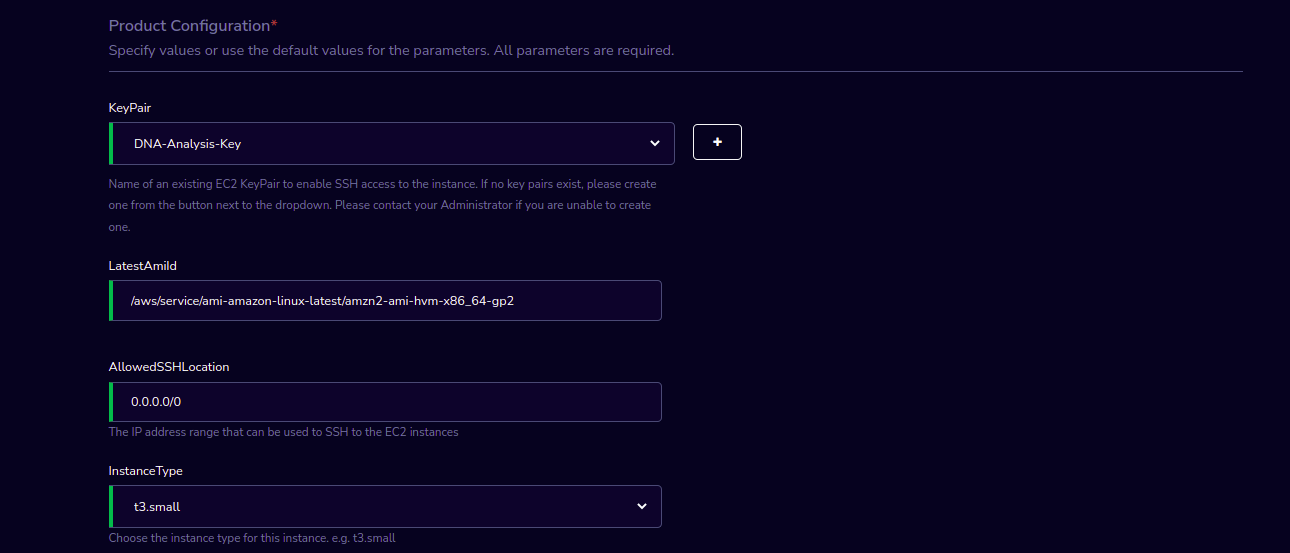 Product Configuration*
Specify values or use the default values for the parameters. All parameters are required.
KeyPair
DNA-Analysis-Key
+
Name of an existing EC2 KeyPair to enable SSH access to the instance. If no key pairs exist, please create
one from the button next to the dropdown. Please contact your Administrator if you are unable to create
one.
LatestAmiId
/aws/service/ami-amazon-linux-latest/amzn2-ami-hvm-x86_64-gp2
AllowedSSHLocation
0.0.0.0/0
The IP address range that can be used to SSH to the EC2 instances
InstanceType
t3.small
Choose the instance type for this instance. e.g. t3.small